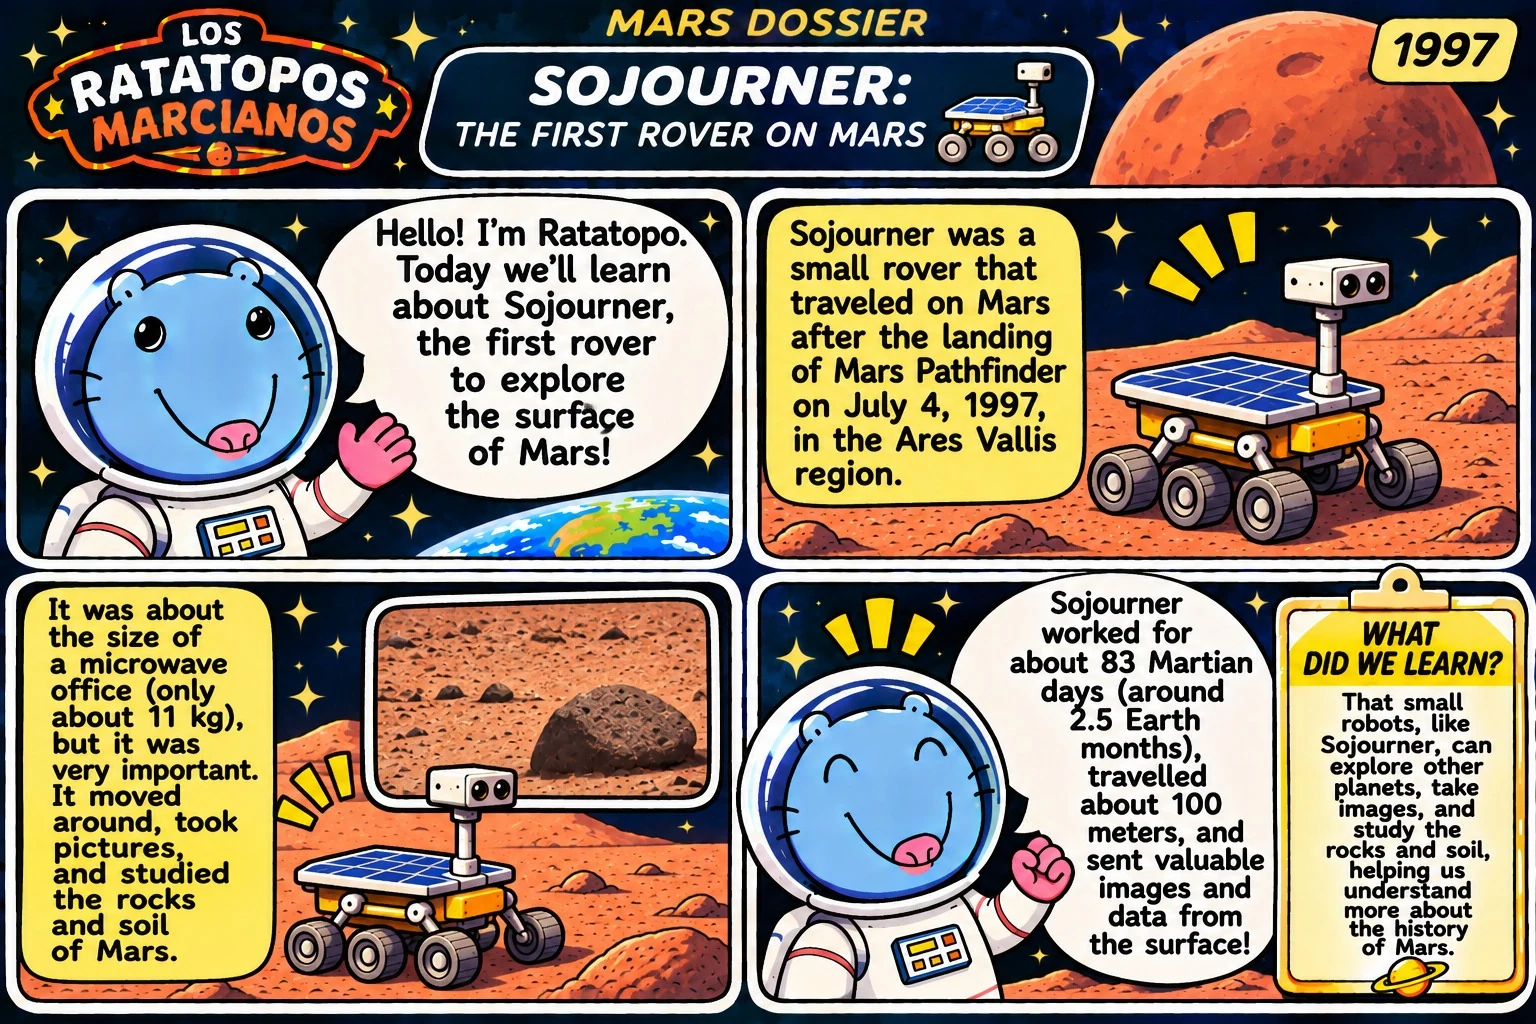 LOS
RATATOPOS
MARCIANOS
MARS DOSSIER
SOJOURNER:
THE FIRST ROVER ON MARS
1997
Hello! I'm Ratatopo.
Today we'll learn
about Sojourner,
the first rover
to explore
the surface
of Mars!
Sojourner was a
small rover that
traveled on Mars
after the landing
of Mars Pathfinder
on July 4, 1997,
in the Ares Vallis
region.
It was about
the size of
a microwave
office (only
about 11 kg),
but it was
very important.
It moved
around, took
pictures,
and studied
the rocks
and soil
of Mars.
Sojourner
worked for
about 83 Martian
days (around
2.5 Earth
months),
travelled
about 100
meters, and
sent valuable
images and
data from
the surface!
WHAT
DID WE LEARN?
That small
robots, like
Sojourner, can
explore other
planets, take
images, and
study the
rocks and soil,
helping us
understand
more about
the history
of Mars.